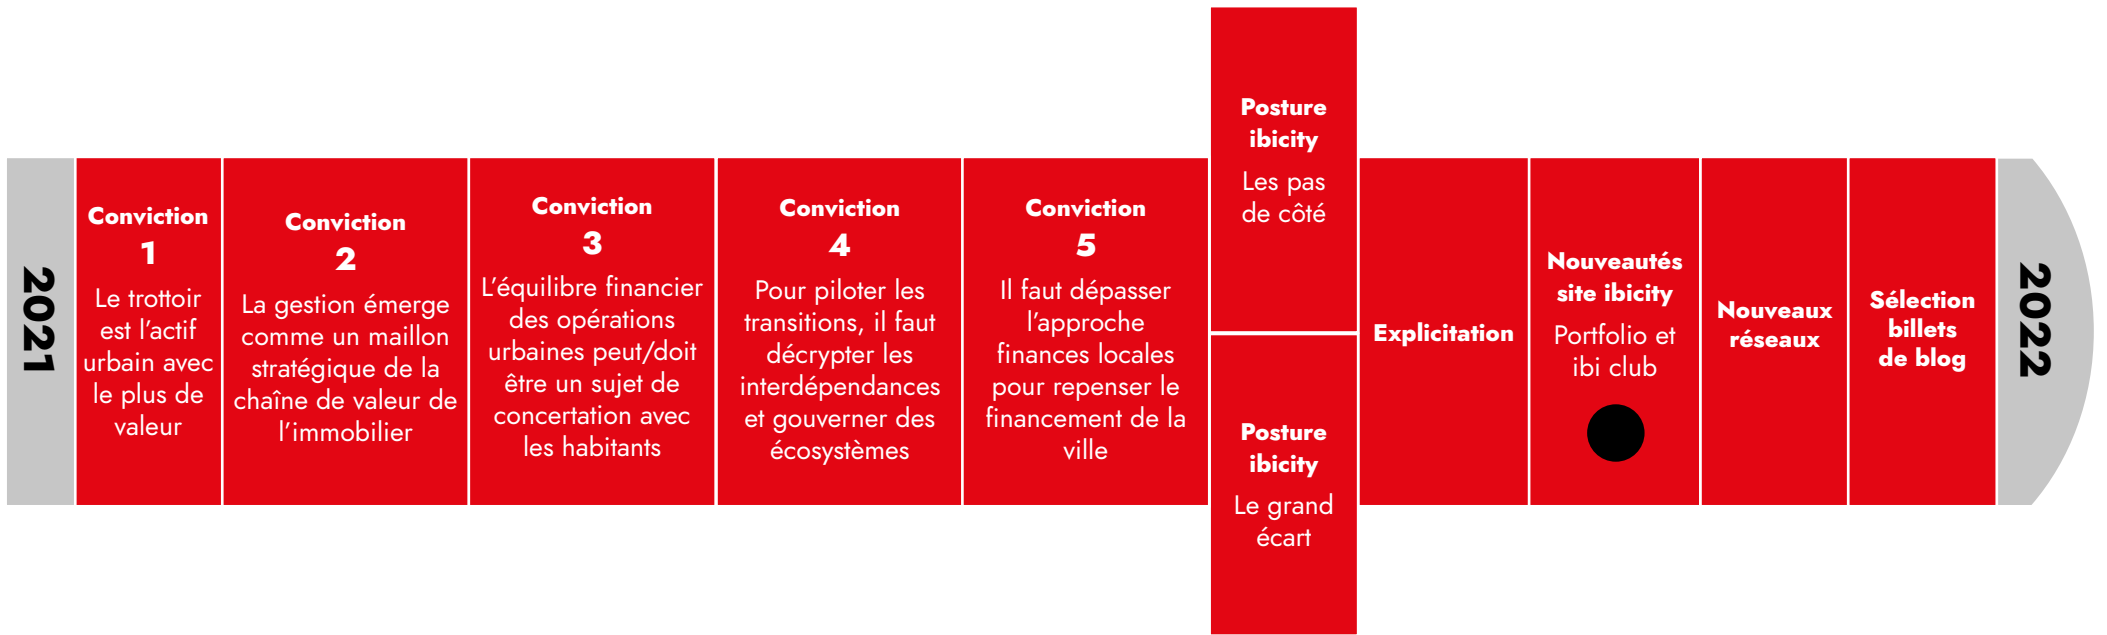 2021
Conviction
1
Le trottoir
est l’actif
urbain avec
le plus de
valeur
Conviction
2
La gestion émerge
comme un maillon
stratégique de la
chaîne de valeur de
l’immobilier
Conviction
3
L’équilibre financier
des opérations
urbaines peut/doit
être un sujet de
concertation avec
les habitants
Conviction
4
Pour piloter les
transitions, il faut
décrypter les
interdépendances
et gouverner des
écosystèmes
Conviction
5
Il faut dépasser
l’approche
finances locales
pour repenser le
financement de la
ville
Posture
ibicity
Les pas
de côté
Posture
ibicity
Le grand
écart
Explicitation
Nouveautés
site ibicity
Portfolio et
ibi club
Nouveaux
réseaux
Sélection
billets
de blog
2022